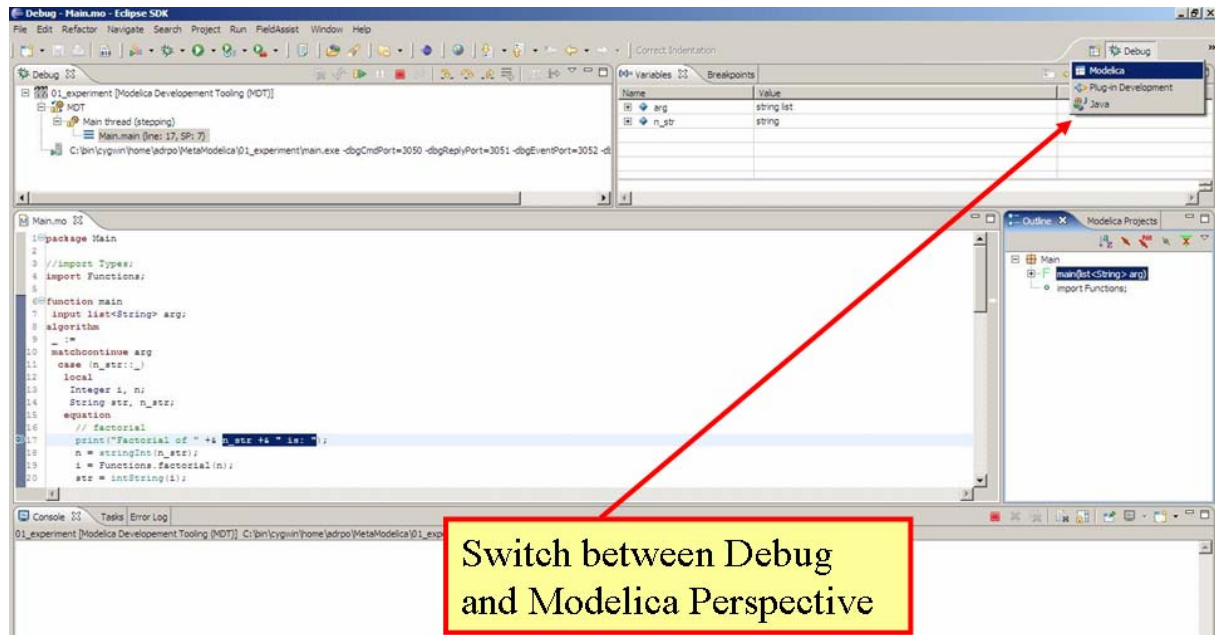 Debug - Main.mo - Eclipse SDK
File Edit Refactor Navigate Search Project Run FieldAssist Window Help
Correct Indentation
Debug
Modelica
Plug-in Development
Java
Debug
01_experiment [Modelica Developement Tooling (MDT)]
MDT
Main thread (stepping)
Main.main (line: 17, SP: 7)
C:\bin\cygwin\home\adrpo\MetaModelica\01_experiment\main.exe -dbgCmdPort=3050 -dbgReplyPort=3051 -dbgEventPort=3052
Variables Breakpoints
Name Value
arg string list
n_str string
Main.mo
1 package Main
2
3 //import Types;
4 import Functions;
5
6 function main
7 input list<String> arg;
8 algorithm
9 _ :=
10 matchcontinue arg
11 case (n_str::_)
12 local
13 Integer i, n;
14 String str, n_str;
15 equation
16 // factorial
17 print("Factorial of " +& n_str +& " is: ");
18 n = stringInt(n_str);
19 i = Functions.factorial(n);
20 str = intString(i);
Outline Modelica Projects
Main
main(list<String> arg)
import Functions;
Console Tasks Error Log
01_experiment [Modelica Developement Tooling (MDT)] C:\bin\cygwin\home\adrpo\MetaModelica\01_exp
Switch between Debug
and Modelica Perspective